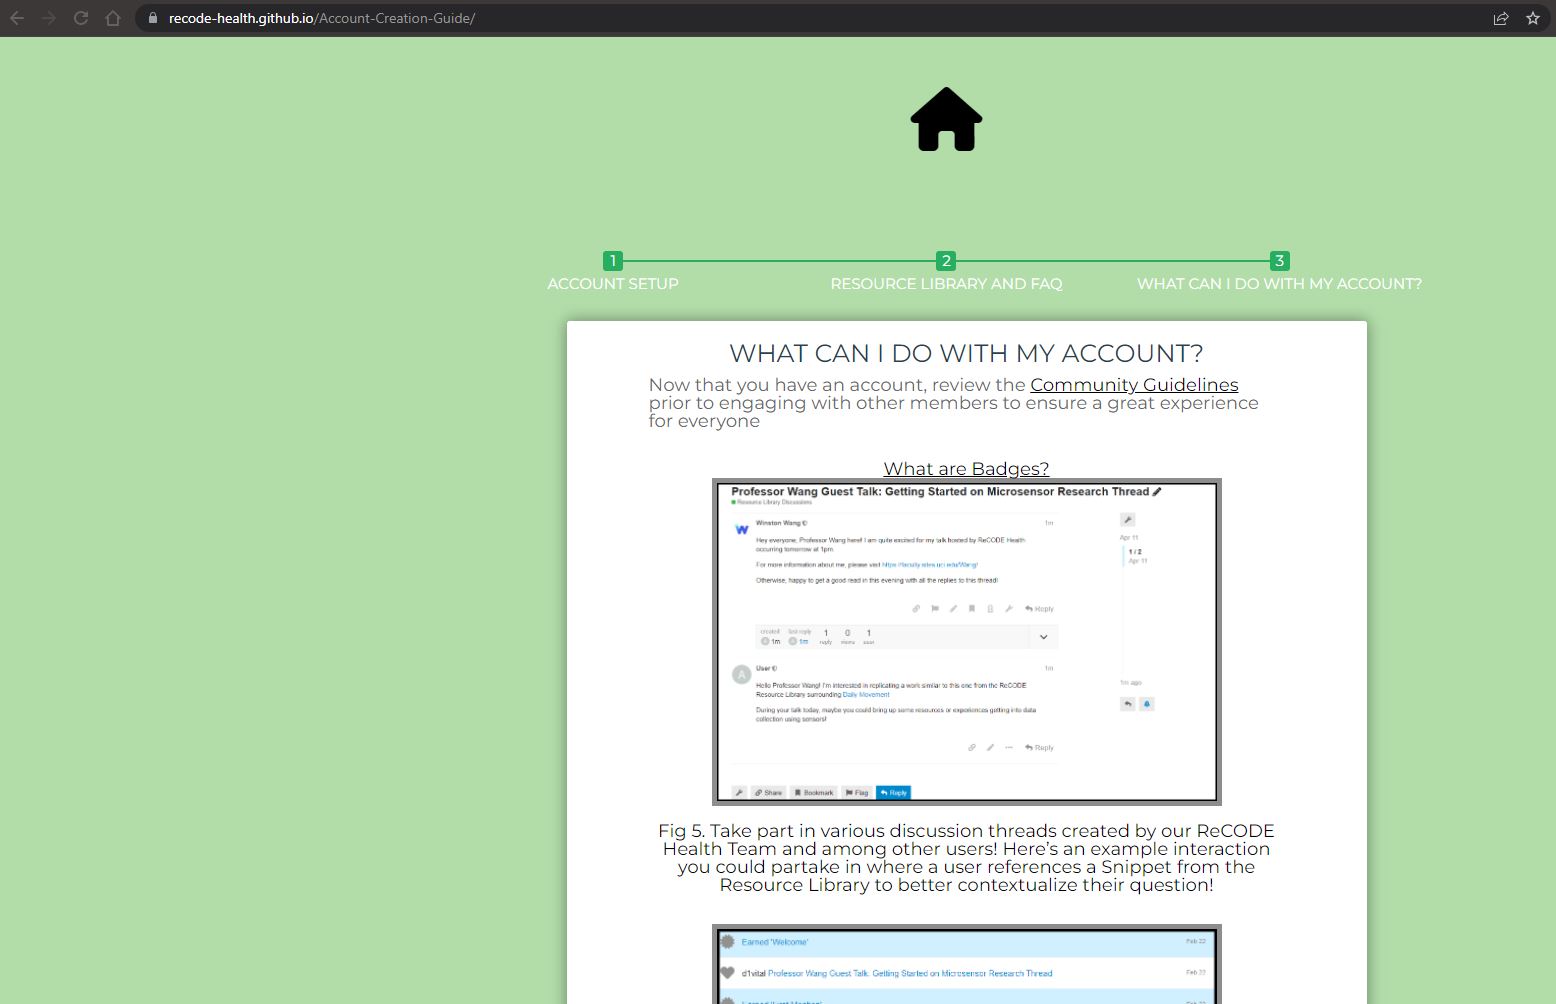 recode-health.github.io/Account-Creation-Guide/
1
2
3
ACCOUNT SETUP
RESOURCE LIBRARY AND FAQ
WHAT CAN I DO WITH MY ACCOUNT?
WHAT CAN I DO WITH MY ACCOUNT?
Now that you have an account, review the Community Guidelines
prior to engaging with other members to ensure a great experience
for everyone
What are Badges?
Professor Wang Guest Talk: Getting Started on Microsensor Research Thread
Resource Library Discussions
Winston Wang
1m
Hey everyone, Professor Wang here! I am quite excited for my talk hosted by ReCODE Health
occurring tomorrow at 1pm.
For more information about me, please visit https://faculty.sites.uci.edu/Wang/
Otherwise, happy to get a good read in this evening with all the replies to this thread!
Reply
Apr 11
1 / 2
Apr 11
created
last reply
1
0
1
1m
1m
reply
views
user
User
1m
A
Hello Professor Wang! I'm interested in replicating a work similar to this one from the ReCODE
Resource Library surrounding Daily Movement
During your talk today, maybe you could bring up some resources or experiences getting into data
collection using sensors!
Reply
1m ago
Share
Bookmark
Flag
Reply
Fig 5. Take part in various discussion threads created by our ReCODE
Health Team and among other users! Here's an example interaction
you could partake in where a user references a Snippet from the
Resource Library to better contextualize their question!
Earned 'Welcome'
Feb 22
d1vital Professor Wang Guest Talk: Getting Started on Microsensor Research Thread
Feb 22